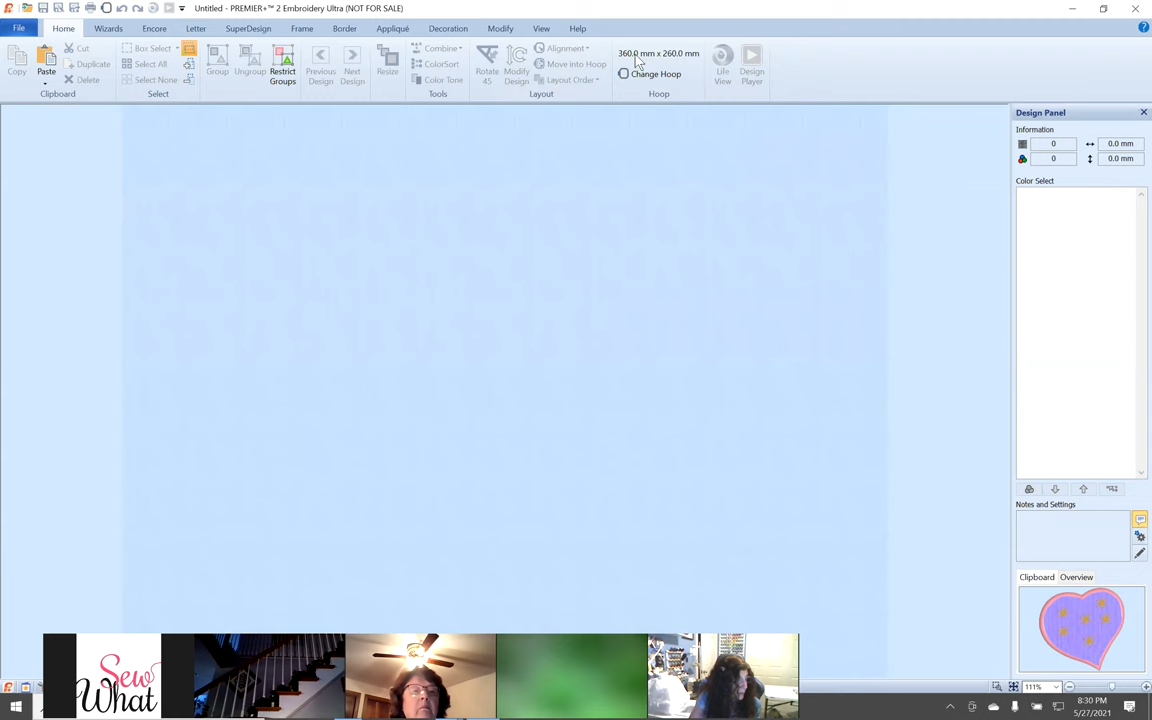 Untitled - PREMIER+™ 2 Embroidery Ultra (NOT FOR SALE)
File Home Wizards Encore Letter SuperDesign Frame Border Appliqué Decoration Modify View Help
Copy Paste Cut Duplicate Delete
Box Select Select All Select None
Group Ungroup Restrict Groups Previous Design Next Design Resize
Combine ColorSort Color Tone
Rotate 45 Modify Design Alignment Move into Hoop Layout Order
360.0 mm x 260.0 mm
Change Hoop
Life View Design Player
Clipboard Select Tools Layout Hoop
Design Panel
Information
0 0.0 mm
0 0.0 mm
Color Select
Notes and Settings
Clipboard Overview
Sew What
111%
8:30 PM
5/27/2021